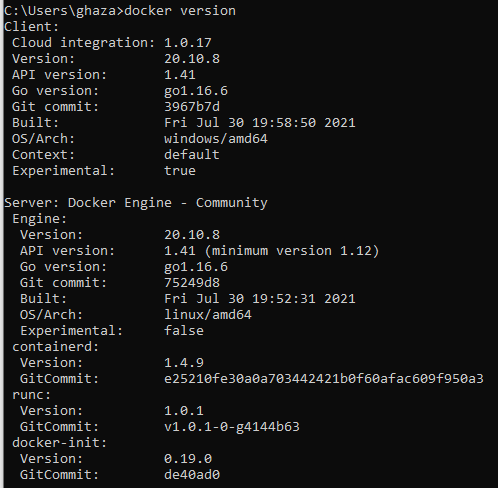 C:\Users\ghaza>docker version
Client:
 Cloud integration: 1.0.17
 Version:           20.10.8
 API version:       1.41
 Go version:        go1.16.6
 Git commit:        3967b7d
 Built:             Fri Jul 30 19:58:50 2021
 OS/Arch:           windows/amd64
 Context:           default
 Experimental:      true

Server: Docker Engine - Community
 Engine:
  Version:          20.10.8
  API version:      1.41 (minimum version 1.12)
  Go version:       go1.16.6
  Git commit:       75249d8
  Built:            Fri Jul 30 19:52:31 2021
  OS/Arch:          linux/amd64
  Experimental:     false
 containerd:
  Version:          1.4.9
  GitCommit:        e25210fe30a0a703442421b0f60afac609f950a3
 runc:
  Version:          1.0.1
  GitCommit:        v1.0.1-0-g4144b63
 docker-init:
  Version:          0.19.0
  GitCommit:        de40ad0